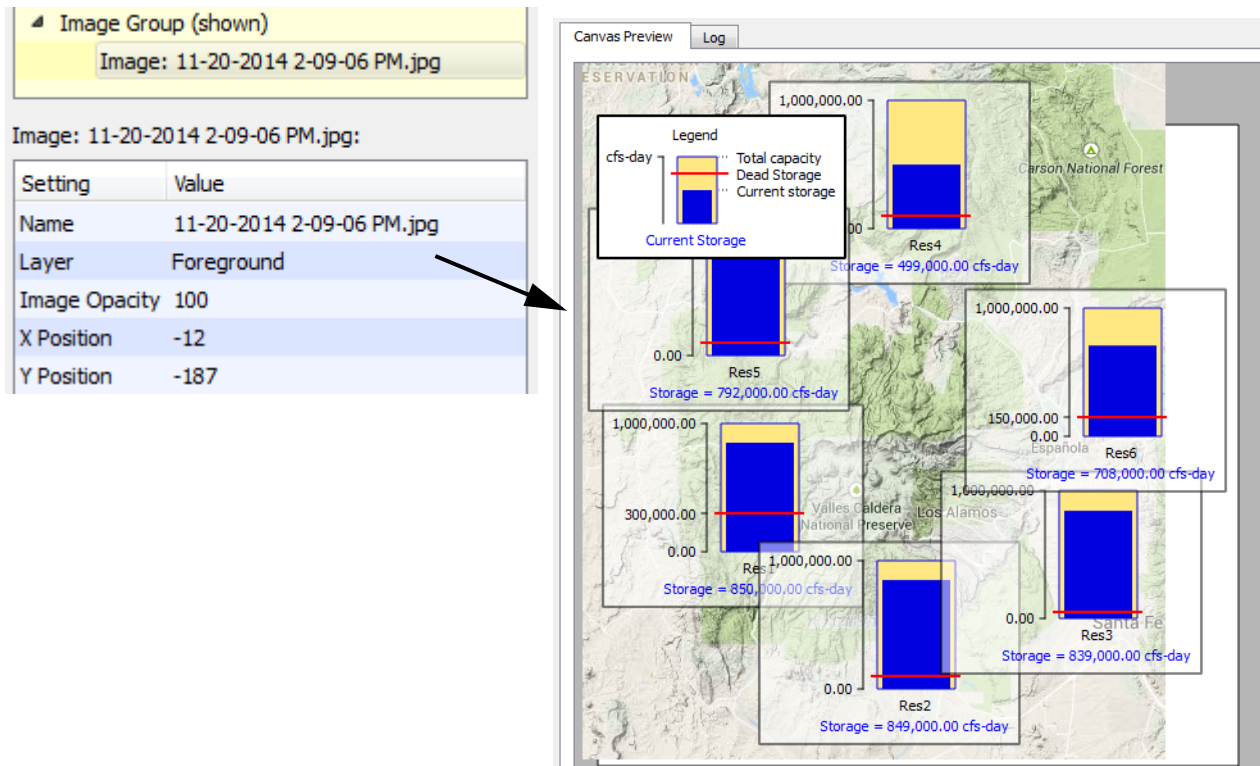 Image Group (shown)
Image: 11-20-2014 2-09-06 PM.jpg
Image: 11-20-2014 2-09-06 PM.jpg:
Setting Value
Name 11-20-2014 2-09-06 PM.jpg
Layer Foreground
Image Opacity 100
X Position -12
Y Position -187
Canvas Preview Log
ESERVATION
1,000,000.00
Res4
Storage = 499,000.00 cfs-day
Carson National Forest
Legend
cfs-day
Total capacity
Dead Storage
Current storage
Current Storage
0.00
Res5
Storage = 792,000.00 cfs-day
1,000,000.00
150,000.00
0.00
Española
Res6
Storage = 708,000.00 cfs-day
1,000,000.00
300,000.00
0.00
Res1
Storage = 850,000.00 cfs-day
Valles Caldera
National Preserve
Los Alamos
1,000,000.00
0.00
Santa Fe
Res3
Storage = 839,000.00 cfs-day
1,000,000.00
0.00
Res2
Storage = 849,000.00 cfs-day